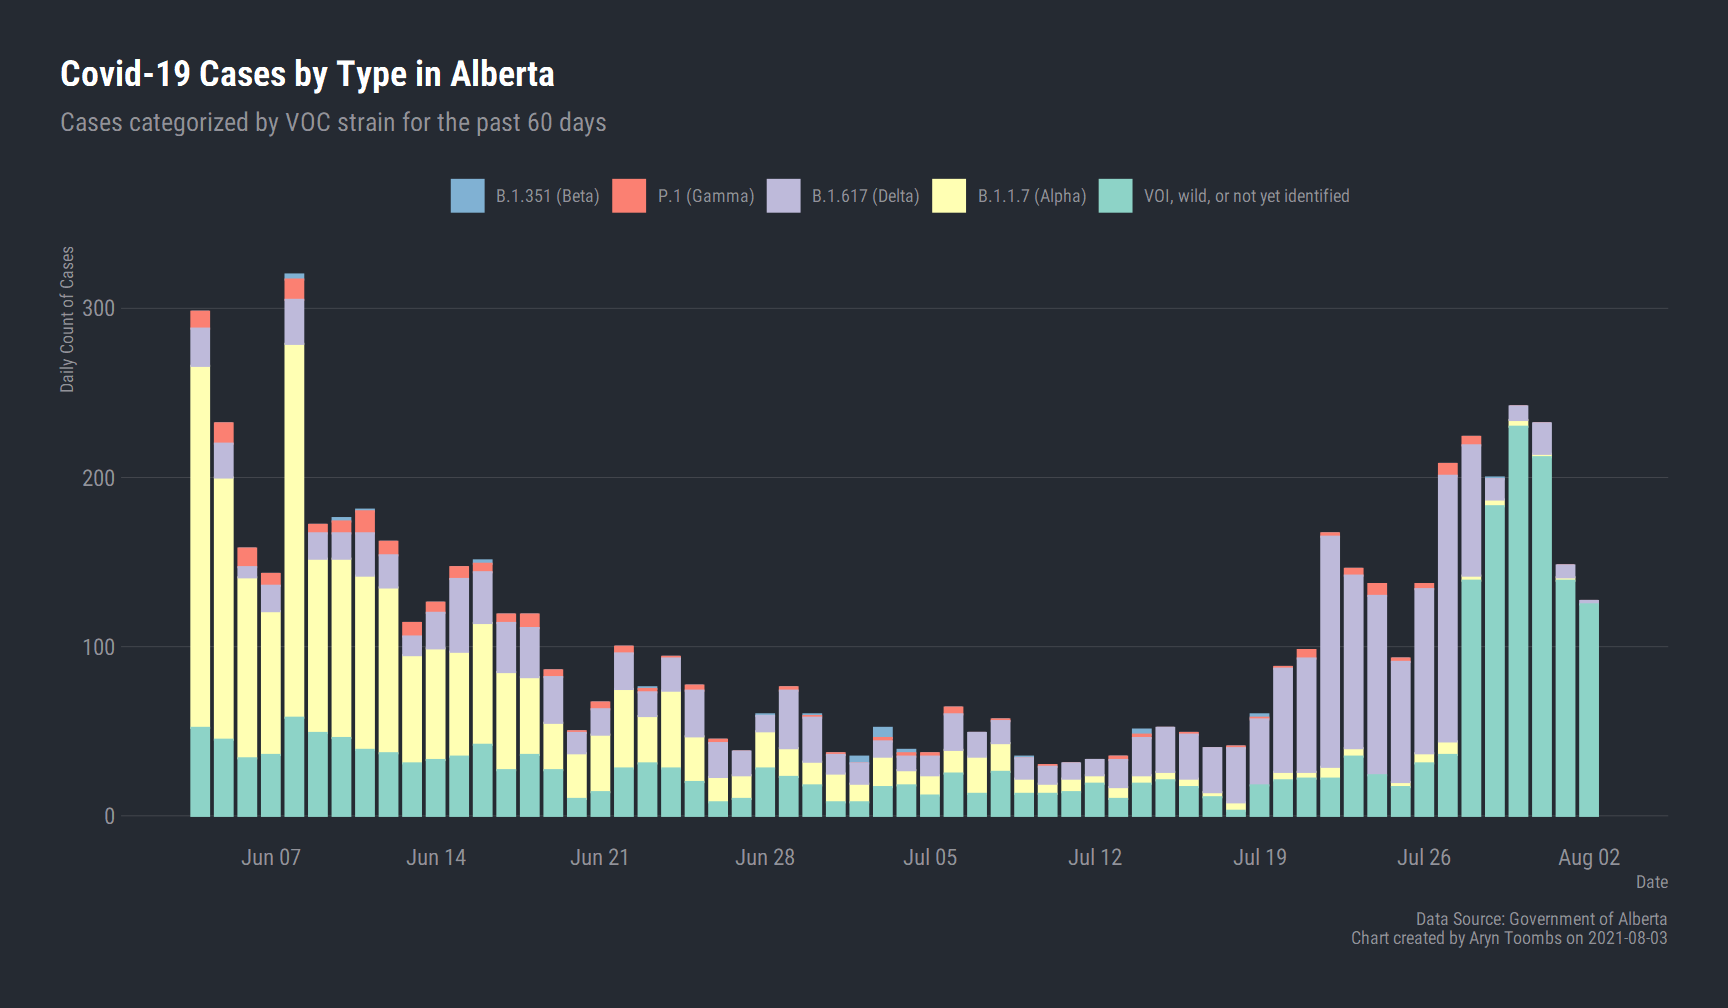 Covid-19 Cases by Type in Alberta
Cases categorized by VOC strain for the past 60 days
B.1.351 (Beta) P.1 (Gamma) B.1.617 (Delta) B.1.1.7 (Alpha) VOI, wild, or not yet identified
Daily Count of Cases
300
200
100
0
Jun 07 Jun 14 Jun 21 Jun 28 Jul 05 Jul 12 Jul 19 Jul 26 Aug 02
Date
Data Source: Government of Alberta
Chart created by Aryn Toombs on 2021-08-03